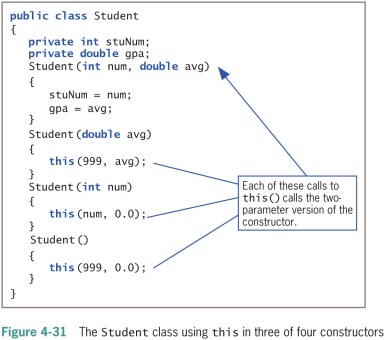 public class Student
{
private int stuNum;
private double gpa;
Student(int num, double avg)
{
stuNum = num;
gpa = avg;
}
Student(double avg)
{
this(999, avg);
}
Student(int num)
{
this(num, 0.0);
}
Student()
{
this(999, 0.0);
}
}
Each of these calls to
this() calls the two-
parameter version of the
constructor.
Figure 4-31 The Student class using this in three of four constructors